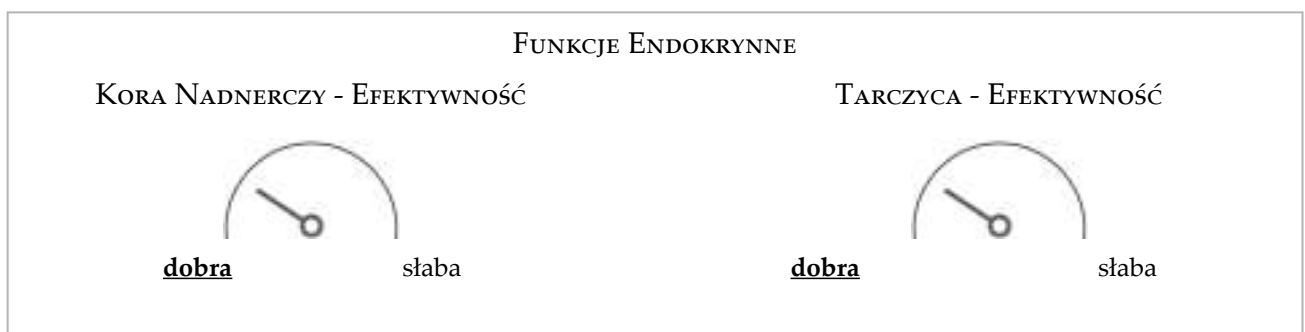 Funkcje Endokrynne
Kora Nadnerczy - Efektywność Tarczyca - Efektywność
dobra słaba dobra słaba